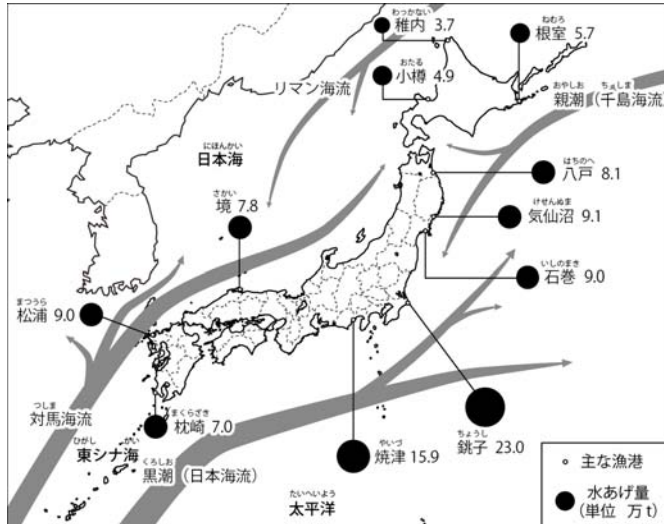 わっかない
稚内 3.7
ねむろ
根室 5.7
おたる
小樽 4.9
リマン海流
おやしお ちしま
親潮（千島海流）
にほんかい
日本海
はちのへ
八戸 8.1
さかい
境 7.8
けせんぬま
気仙沼 9.1
いしのまき
石巻 9.0
まつうら
松浦 9.0
つしま
対馬海流
まくらざき
枕崎 7.0
ひがし かい
東シナ海
くろしお
黒潮（日本海流）
やいづ
焼津 15.9
ちょうし
銚子 23.0
たいへいよう
太平洋
主な漁港
水あげ量
（単位 万t）